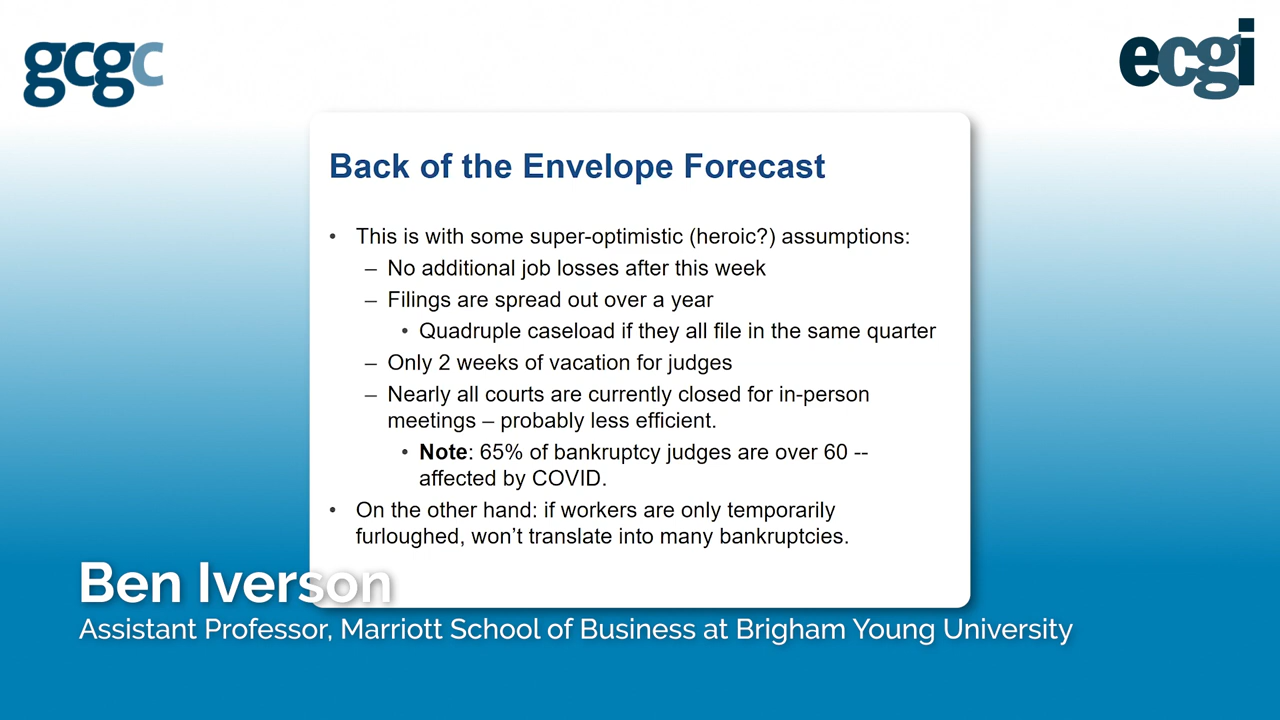 gcgc
ecgi
Back of the Envelope Forecast
• This is with some super-optimistic (heroic?) assumptions:
– No additional job losses after this week
– Filings are spread out over a year
• Quadruple caseload if they all file in the same quarter
– Only 2 weeks of vacation for judges
– Nearly all courts are currently closed for in-person
meetings – probably less efficient.
• Note: 65% of bankruptcy judges are over 60 --
affected by COVID.
• On the other hand: if workers are only temporarily
furloughed, won't translate into many bankruptcies.
Ben Iverson
Assistant Professor, Marriott School of Business at Brigham Young University